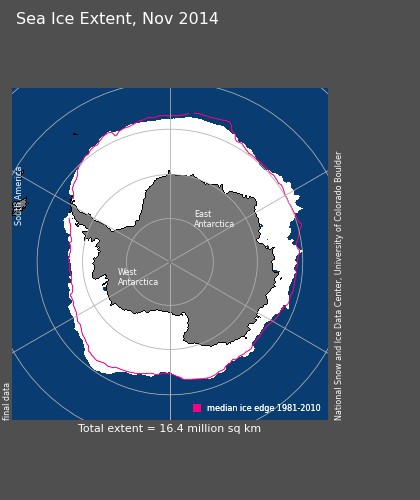 Sea Ice Extent, Nov 2014
South America
East
Antarctica
West
Antarctica
National Snow and Ice Data Center, University of Colorado Boulder
final data
median ice edge 1981-2010
Total extent = 16.4 million sq km